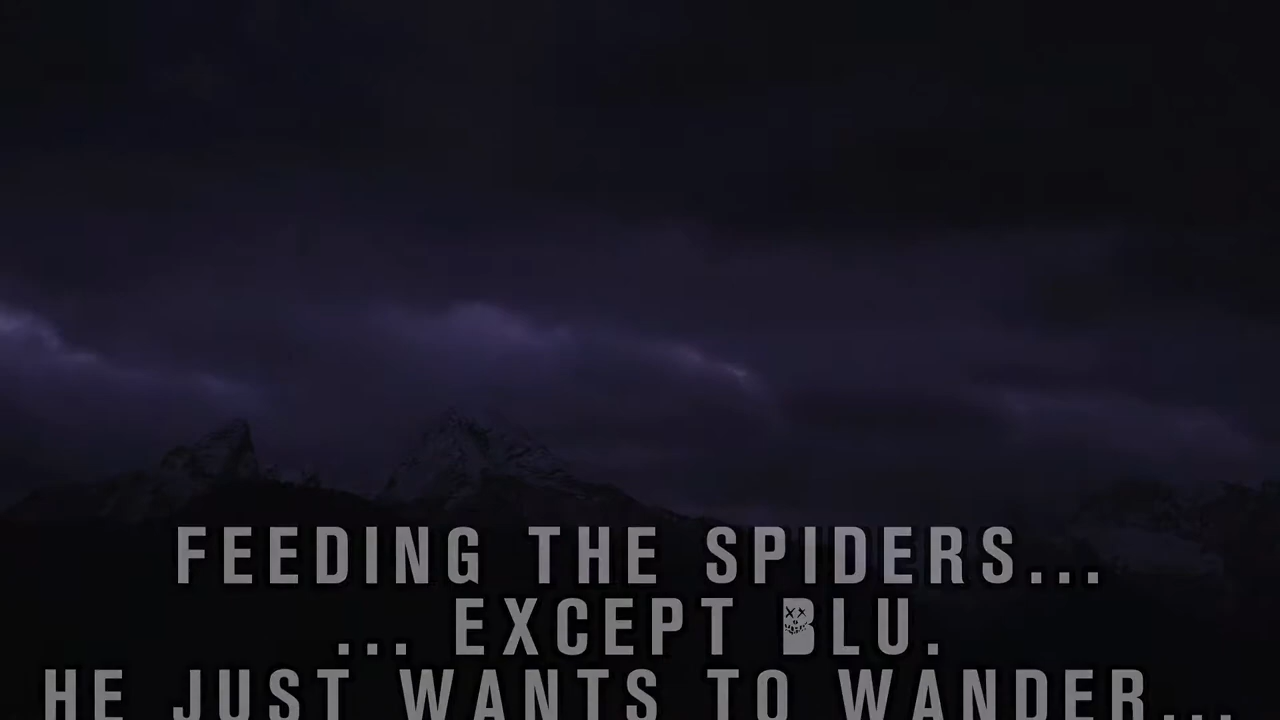 FEEDING THE SPIDERS...
... EXCEPT BLU.
HE JUST WANTS TO WANDER...